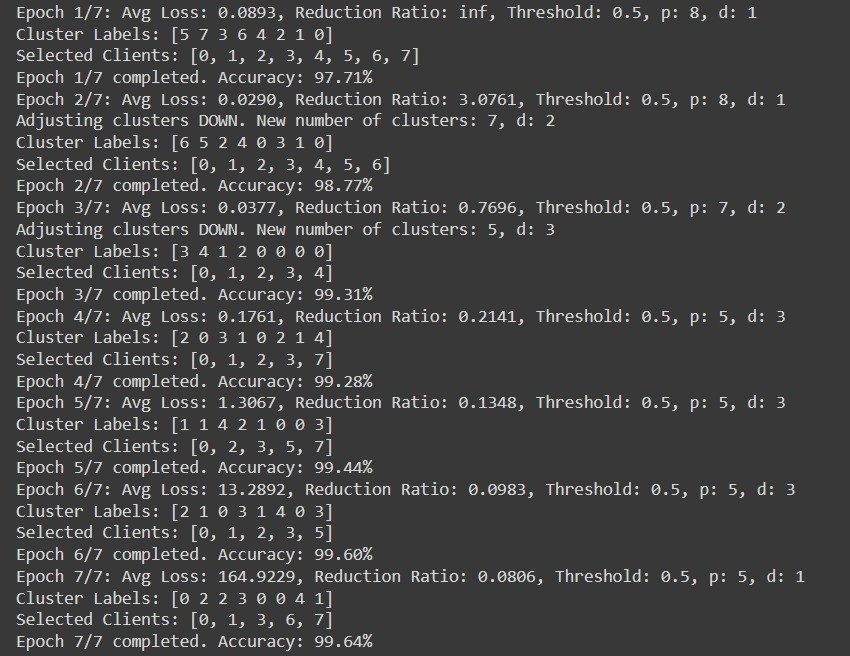 Epoch 1/7: Avg Loss: 0.0893, Reduction Ratio: inf, Threshold: 0.5, p: 8, d: 1
Cluster Labels: [5 7 3 6 4 2 1 0]
Selected Clients: [0, 1, 2, 3, 4, 5, 6, 7]
Epoch 1/7 completed. Accuracy: 97.71%
Epoch 2/7: Avg Loss: 0.0290, Reduction Ratio: 3.0761, Threshold: 0.5, p: 8, d: 1
Adjusting clusters DOWN. New number of clusters: 7, d: 2
Cluster Labels: [6 5 2 4 0 3 1 0]
Selected Clients: [0, 1, 2, 3, 4, 5, 6]
Epoch 2/7 completed. Accuracy: 98.77%
Epoch 3/7: Avg Loss: 0.0377, Reduction Ratio: 0.7696, Threshold: 0.5, p: 7, d: 2
Adjusting clusters DOWN. New number of clusters: 5, d: 3
Cluster Labels: [3 4 1 2 0 0 0 0]
Selected Clients: [0, 1, 2, 3, 4]
Epoch 3/7 completed. Accuracy: 99.31%
Epoch 4/7: Avg Loss: 0.1761, Reduction Ratio: 0.2141, Threshold: 0.5, p: 5, d: 3
Cluster Labels: [2 0 3 1 0 2 1 4]
Selected Clients: [0, 1, 2, 3, 7]
Epoch 4/7 completed. Accuracy: 99.28%
Epoch 5/7: Avg Loss: 1.3067, Reduction Ratio: 0.1348, Threshold: 0.5, p: 5, d: 3
Cluster Labels: [1 1 4 2 1 0 0 3]
Selected Clients: [0, 2, 3, 5, 7]
Epoch 5/7 completed. Accuracy: 99.44%
Epoch 6/7: Avg Loss: 13.2892, Reduction Ratio: 0.0983, Threshold: 0.5, p: 5, d: 3
Cluster Labels: [2 1 0 3 1 4 0 3]
Selected Clients: [0, 1, 2, 3, 5]
Epoch 6/7 completed. Accuracy: 99.60%
Epoch 7/7: Avg Loss: 164.9229, Reduction Ratio: 0.0806, Threshold: 0.5, p: 5, d: 1
Cluster Labels: [0 2 2 3 0 0 4 1]
Selected Clients: [0, 1, 3, 6, 7]
Epoch 7/7 completed. Accuracy: 99.64%